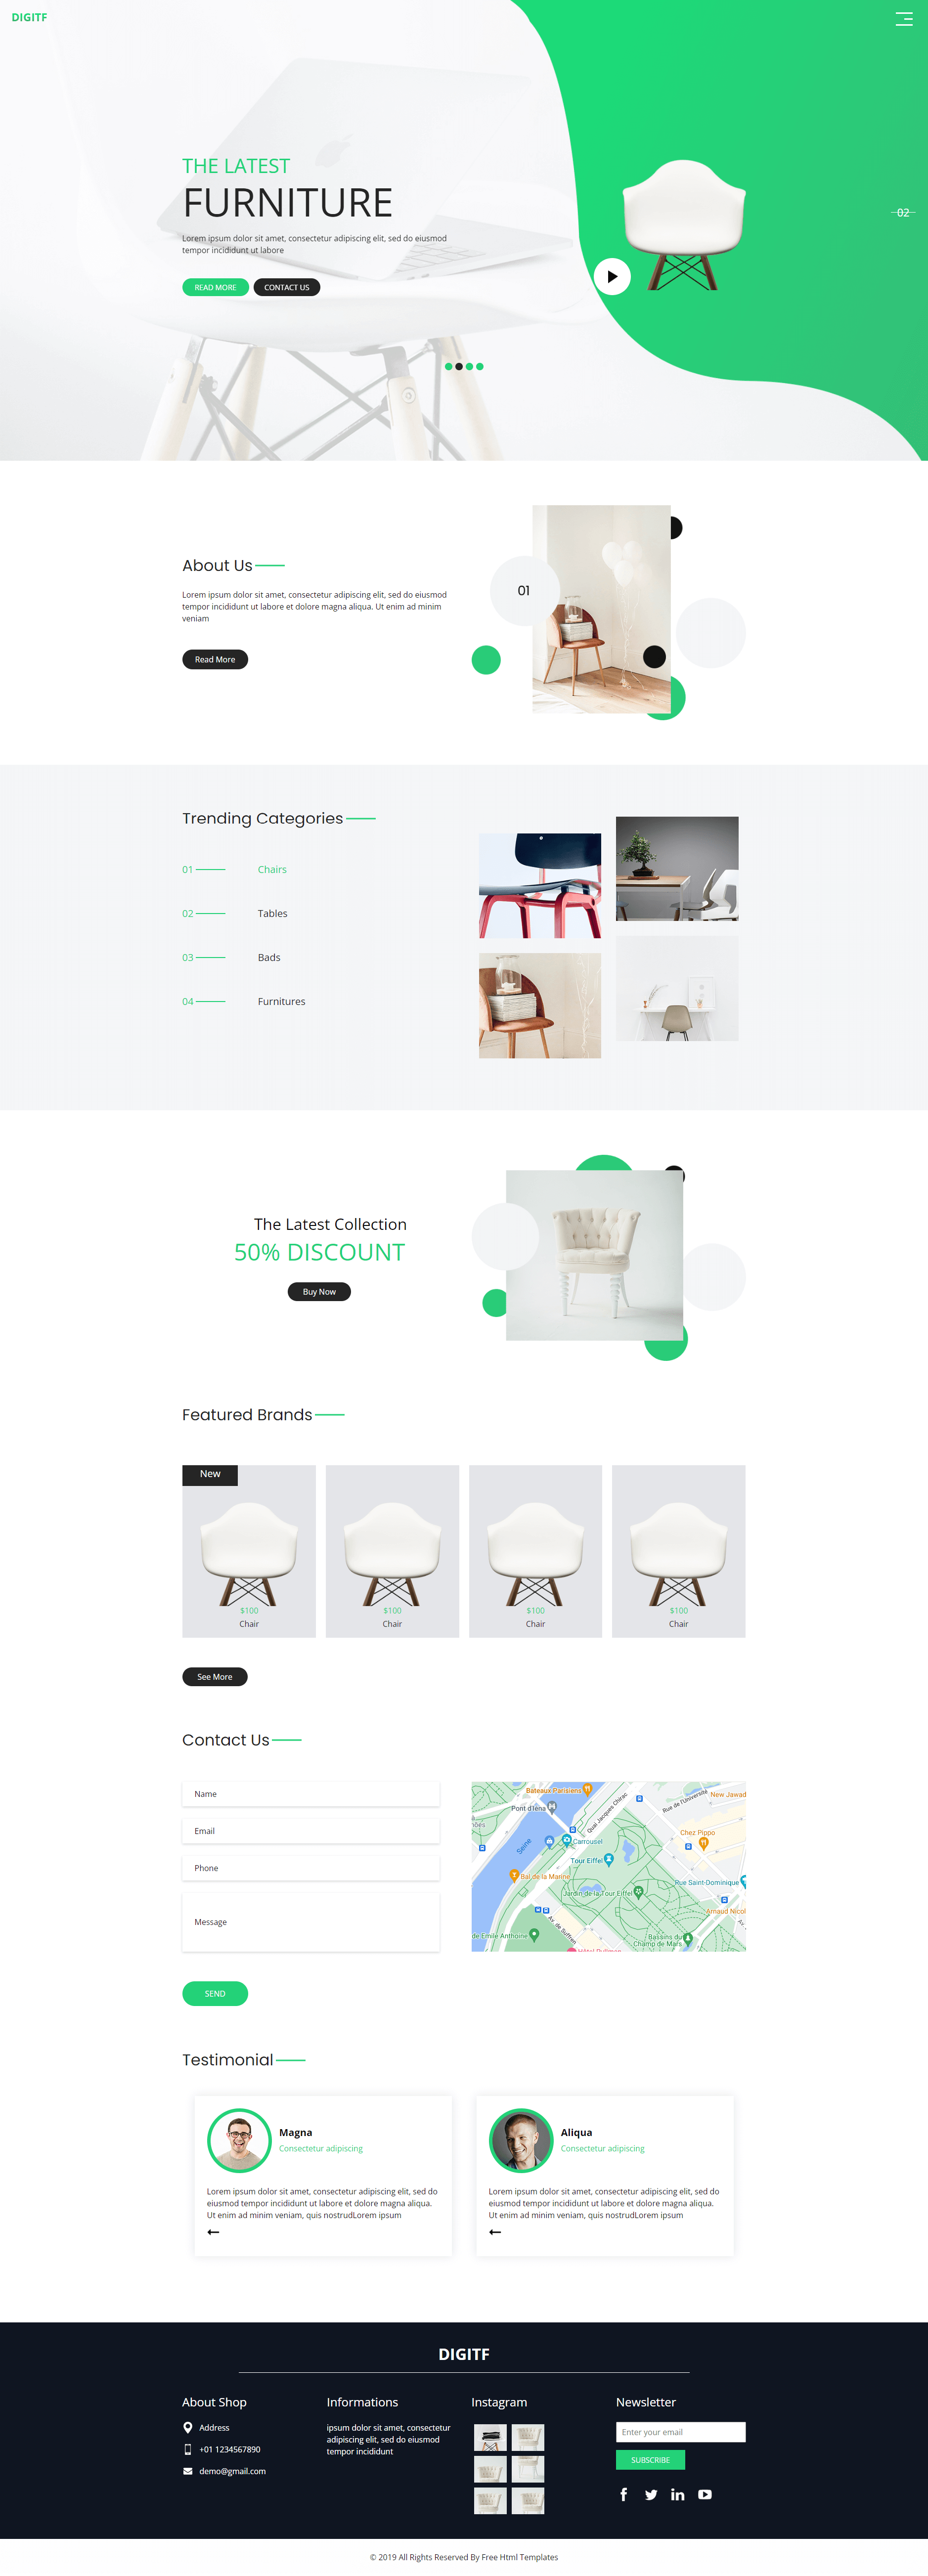 DIGITF
THE LATEST
FURNITURE
Lorem ipsum dolor sit amet, consectetur adipiscing elit, sed do eiusmod
tempor incididunt ut labore
READ MORE
CONTACT US
02
About Us
Lorem ipsum dolor sit amet, consectetur adipiscing elit, sed do eiusmod
tempor incididunt ut labore et dolore magna aliqua. Ut enim ad minim
veniam
Read More
01
Trending Categories
01 Chairs
02 Tables
03 Bads
04 Furnitures
The Latest Collection
50% DISCOUNT
Buy Now
Featured Brands
New
$100
Chair
$100
Chair
$100
Chair
$100
Chair
See More
Contact Us
Name
Email
Phone
Message
SEND
Bateaux Parisiens
Pont d'Iéna
Quai Jacques Chirac
Rue de l'Université
New Jawad
Chez Pippo
Carrousel
Seine
Tour Eiffel
Bal de la Marine
Rue Saint-Dominique
Jardin de la Tour Eiffel
Arnaud Nicol
Av. de Suffren
de Emile Anthoine
Bassins du
Champ de Mars
Hôtel Pullman
Testimonial
Magna
Consectetur adipiscing
Lorem ipsum dolor sit amet, consectetur adipiscing elit, sed do
eiusmod tempor incididunt ut labore et dolore magna aliqua.
Ut enim ad minim veniam, quis nostrudLorem ipsum
Aliqua
Consectetur adipiscing
Lorem ipsum dolor sit amet, consectetur adipiscing elit, sed do
eiusmod tempor incididunt ut labore et dolore magna aliqua.
Ut enim ad minim veniam, quis nostrudLorem ipsum
DIGITF
About Shop
Address
+01 1234567890
demo@gmail.com
Informations
ipsum dolor sit amet, consectetur
adipiscing elit, sed do eiusmod
tempor incididunt
Instagram
Newsletter
Enter your email
SUBSCRIBE
© 2019 All Rights Reserved By Free Html Templates